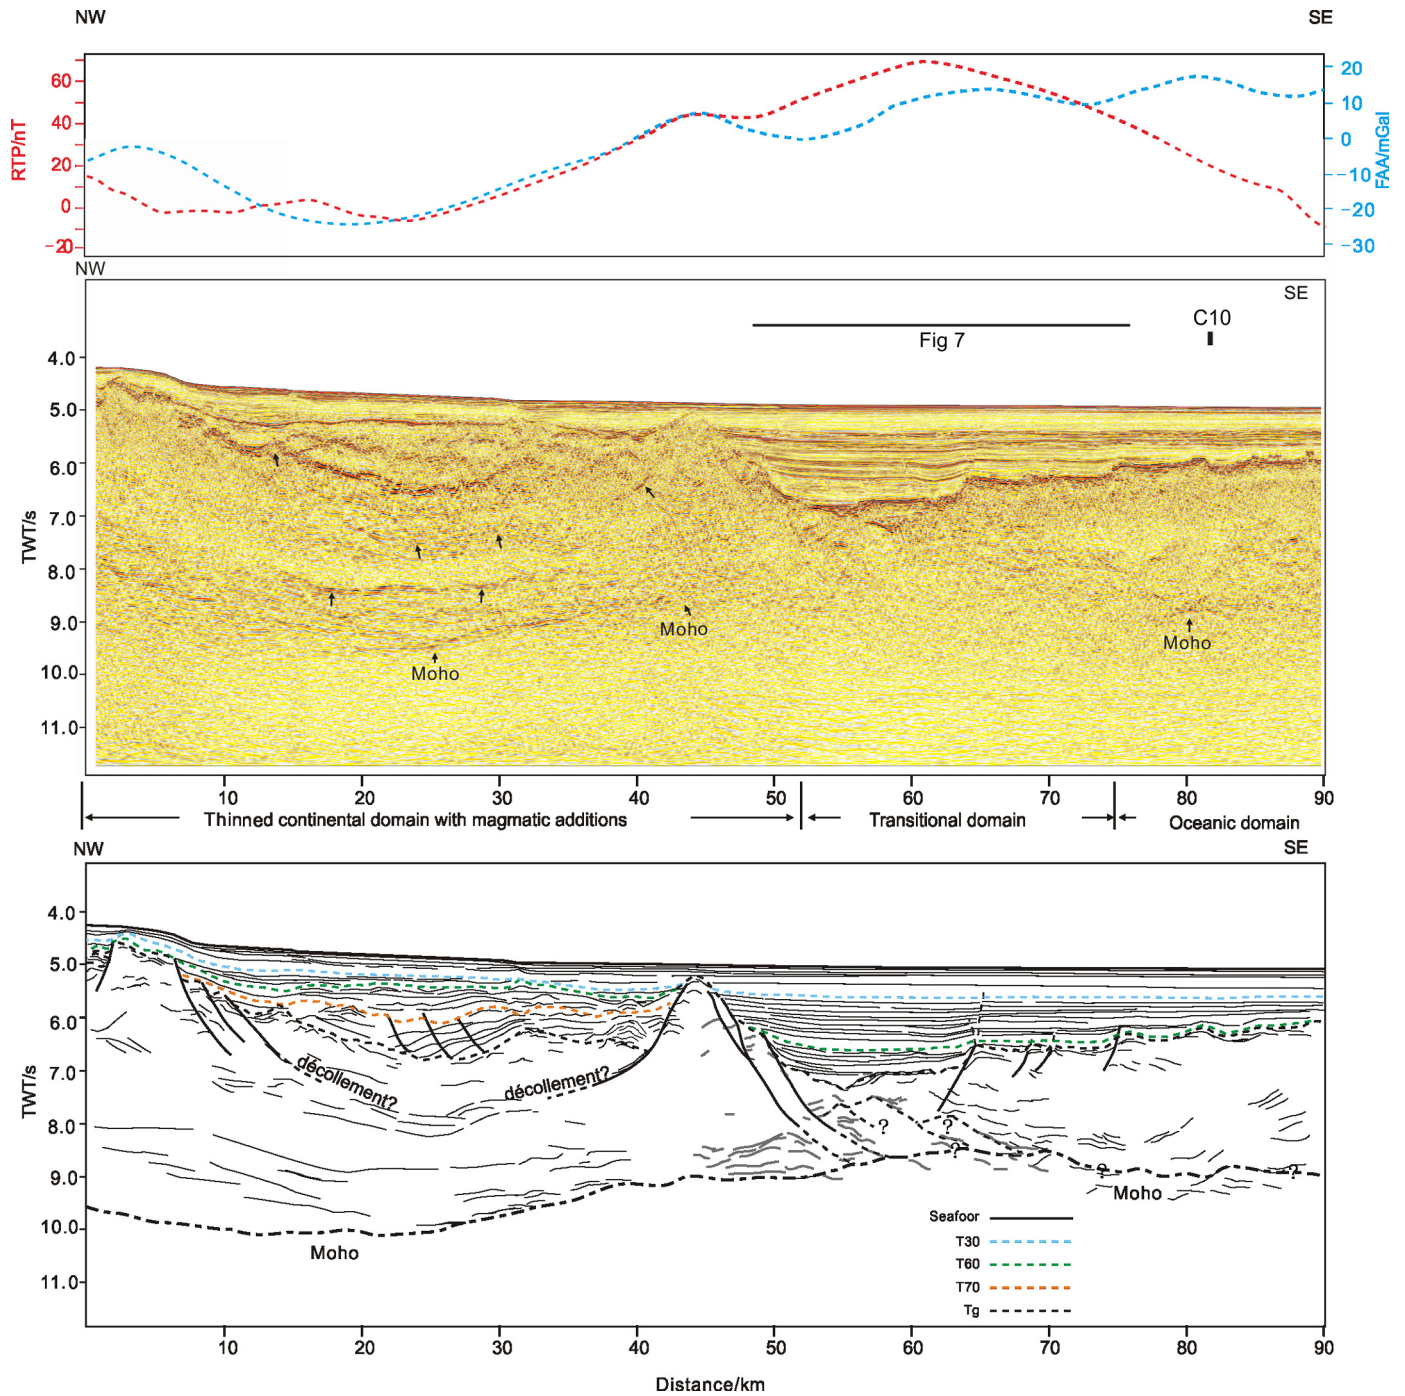 NW SE
60
40
20
0
−20
RTP/nT
20
10
0
−10
−20
−30
FAA/mGal
NW SE
Fig 7
C10
4.0
5.0
6.0
7.0
8.0
9.0
10.0
11.0
TWT/s
Moho
Moho
Moho
10 20 30 40 50 60 70 80 90
Thinned continental domain with magmatic additions
Transitional domain
Oceanic domain
NW SE
4.0
5.0
6.0
7.0
8.0
9.0
10.0
11.0
TWT/s
décollement?
décollement?
?
?
?
?
?
Moho
Moho
Seafoor
T30
T60
T70
Tg
10 20 30 40 50 60 70 80 90
Distance/km